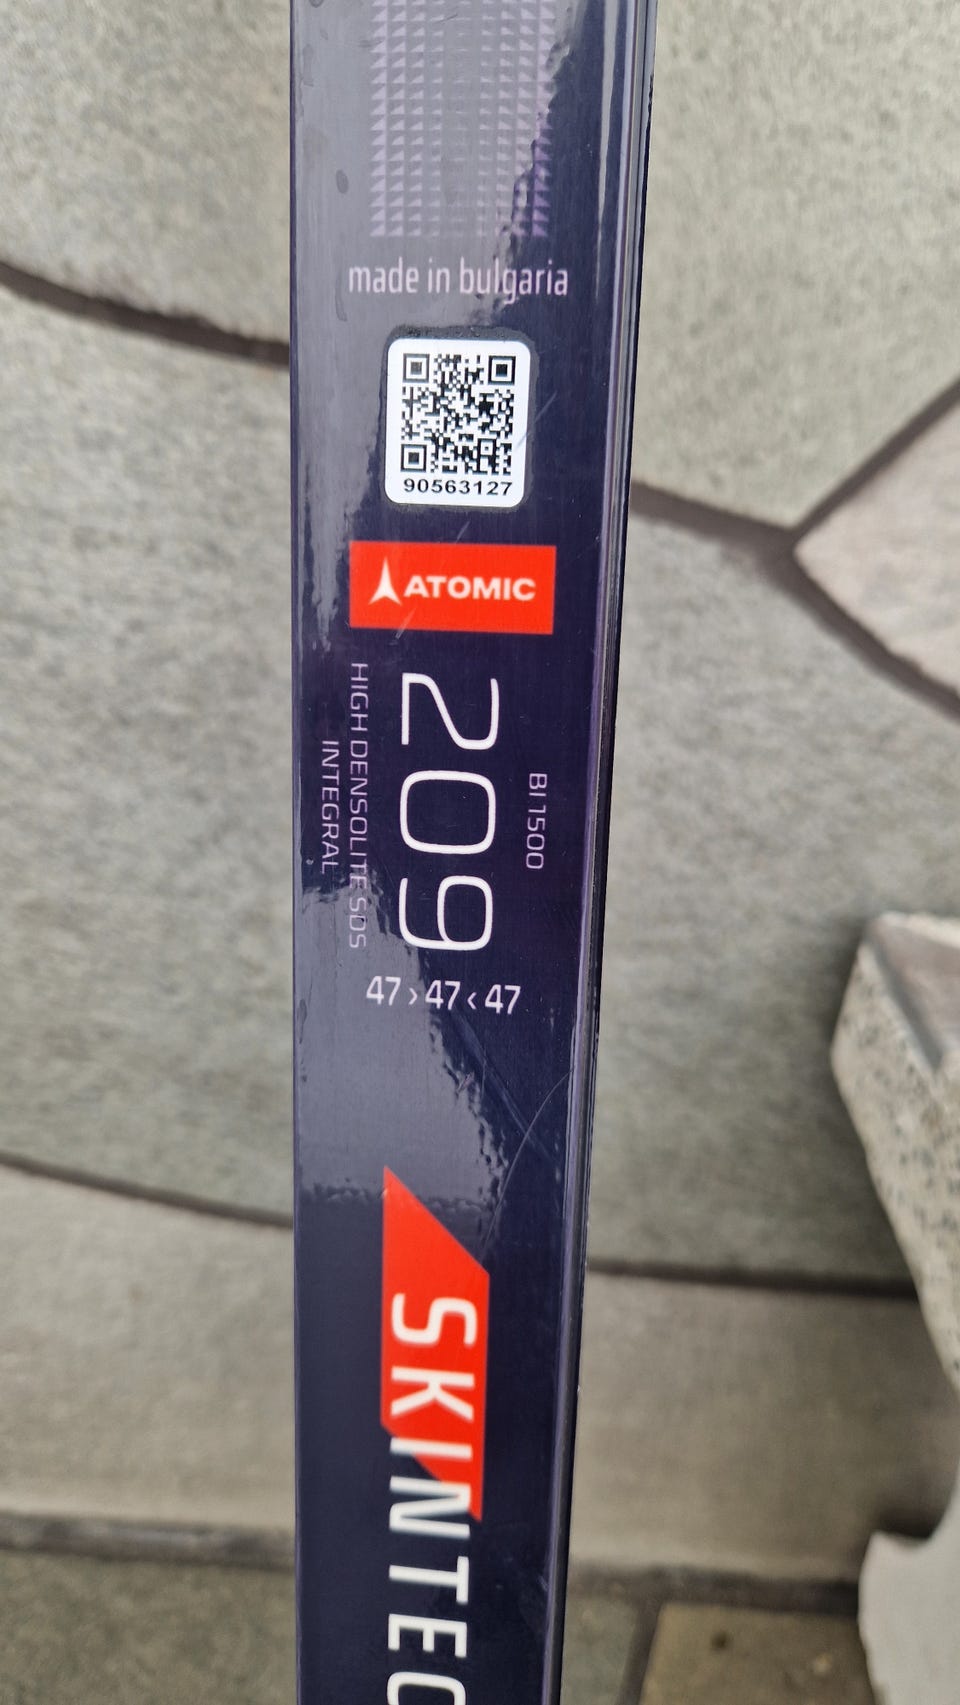 made in bulgaria
90563127
ATOMIC
BI 1500
209
HIGH DENSOLITE SDS
INTEGRAL
47 › 47 ‹ 47
SKINTEC